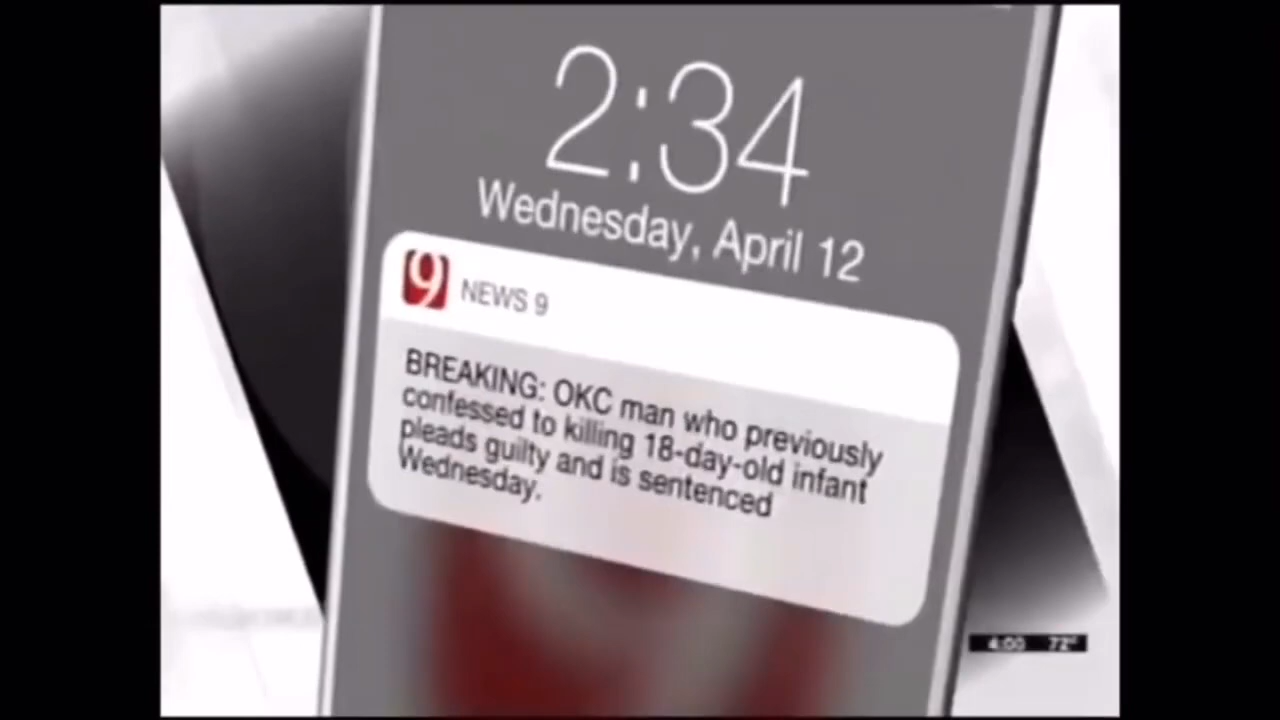 2:34
Wednesday, April 12
9 NEWS 9
BREAKING: OKC man who previously
confessed to killing 18-day-old infant
pleads guilty and is sentenced
Wednesday.
4:00 72°